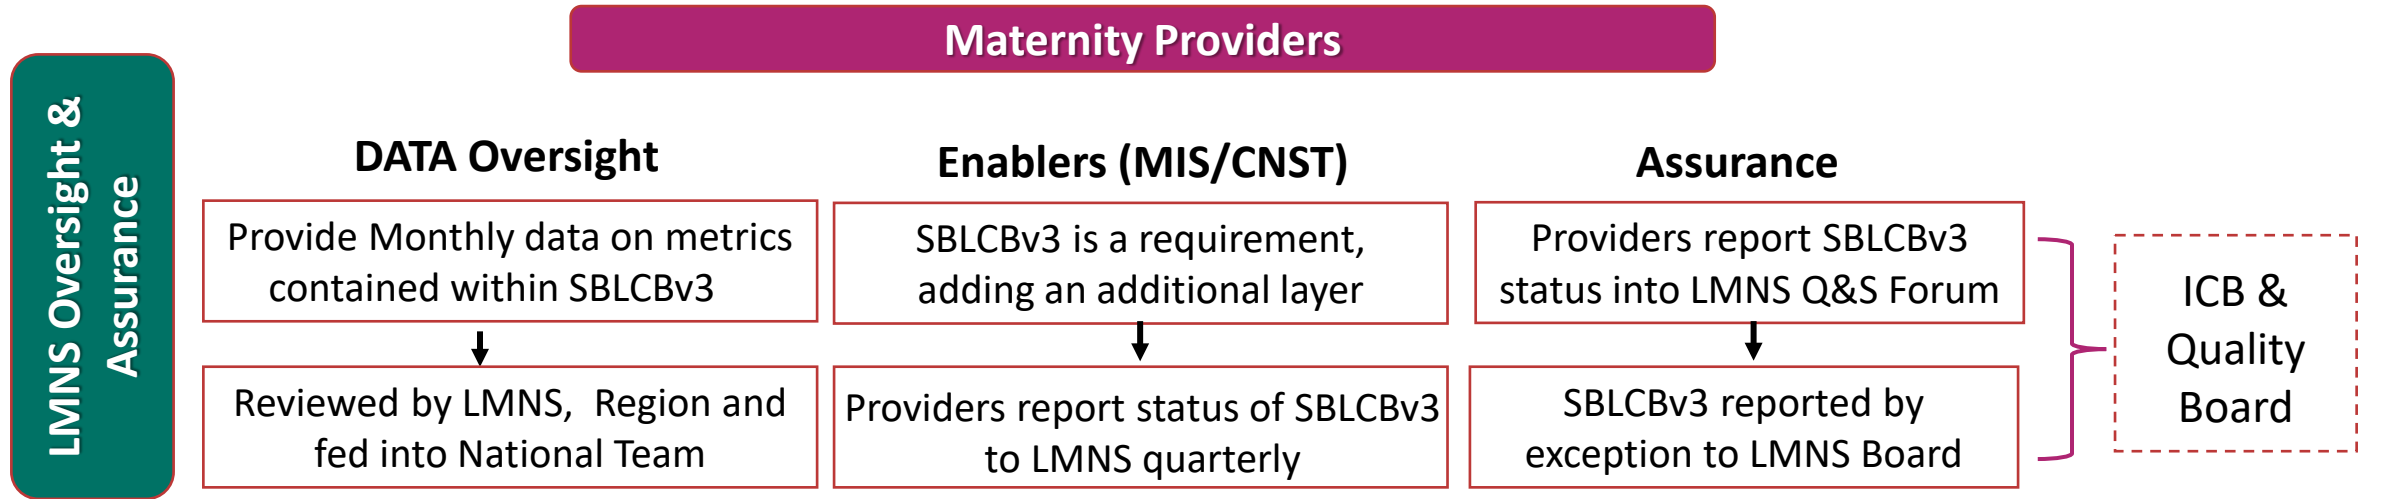 Maternity Providers
LMNS Oversight &
Assurance
DATA Oversight
Provide Monthly data on metrics
contained within SBLCBv3
Reviewed by LMNS, Region and
fed into National Team
Enablers (MIS/CNST)
SBLCBv3 is a requirement,
adding an additional layer
Providers report status of SBLCBv3
to LMNS quarterly
Assurance
Providers report SBLCBv3
status into LMNS Q&S Forum
SBLCBv3 reported by
exception to LMNS Board
ICB &
Quality
Board